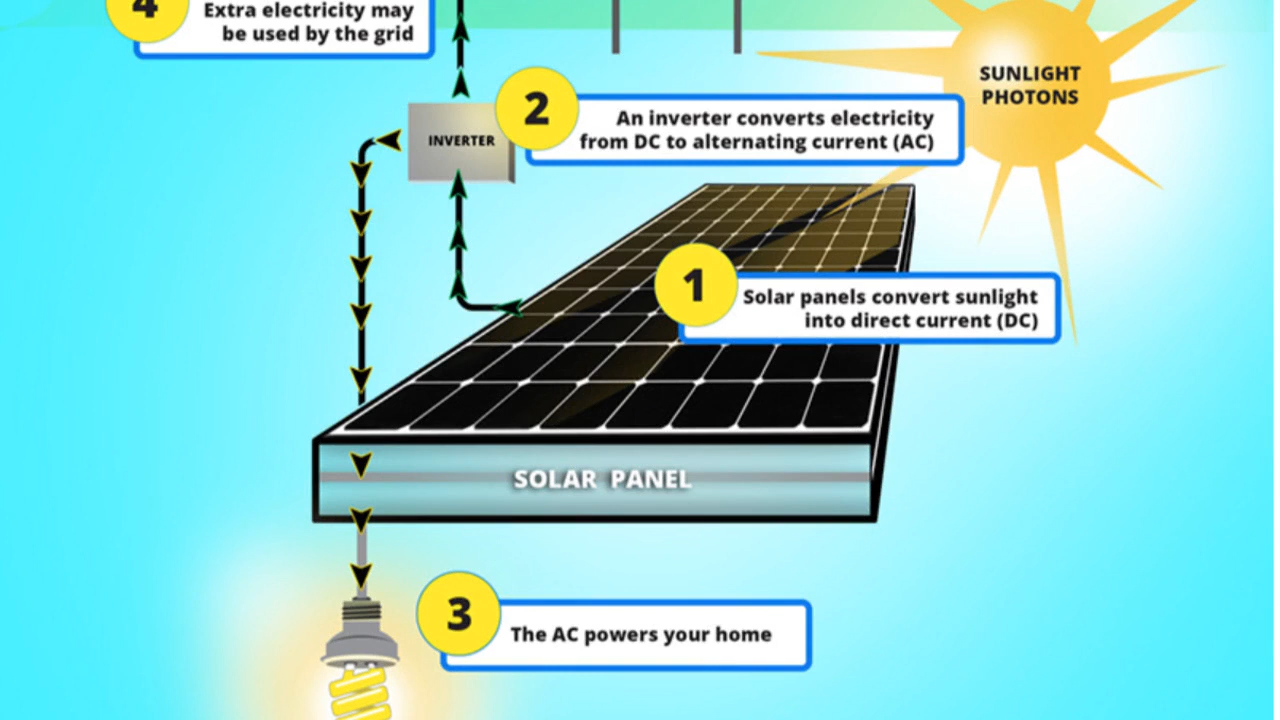 4
Extra electricity may
be used by the grid
SUNLIGHT
PHOTONS
2
An inverter converts electricity
from DC to alternating current (AC)
INVERTER
1
Solar panels convert sunlight
into direct current (DC)
SOLAR PANEL
3
The AC powers your home